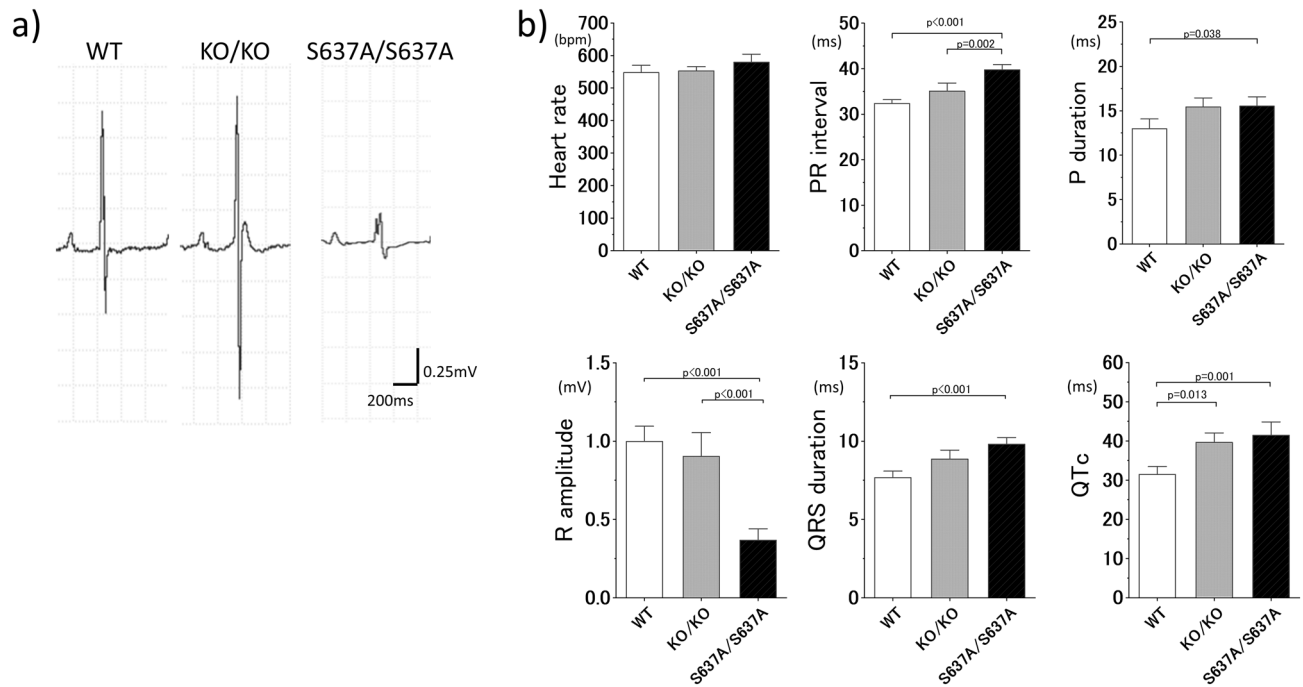 a)
WT
KO/KO
S637A/S637A
0.25mV
200ms
b)
Heart rate
(bpm)
700
600
500
400
300
200
100
0
WT
KO/KO
S637A/S637A
PR interval
(ms)
50
40
30
20
10
0
p<0.001
p=0.002
WT
KO/KO
S637A/S637A
P duration
(ms)
25
20
15
10
5
0
p=0.038
WT
KO/KO
S637A/S637A
R amplitude
(mV)
1.5
1.0
0.5
0.0
p<0.001
p<0.001
WT
KO/KO
S637A/S637A
QRS duration
(ms)
15
10
5
0
p<0.001
WT
KO/KO
S637A/S637A
QTc
(ms)
60
50
40
30
20
10
0
p=0.001
p=0.013
WT
KO/KO
S637A/S637A